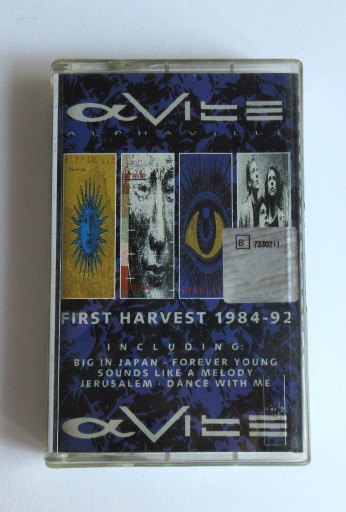 αVILLE
ALPHAVILLE
B 7330211
FIRST HARVEST 1984-92
INCLUDING:
BIG IN JAPAN · FOREVER YOUNG
SOUNDS LIKE A MELODY
JERUSALEM · DANCE WITH ME
αVILLE